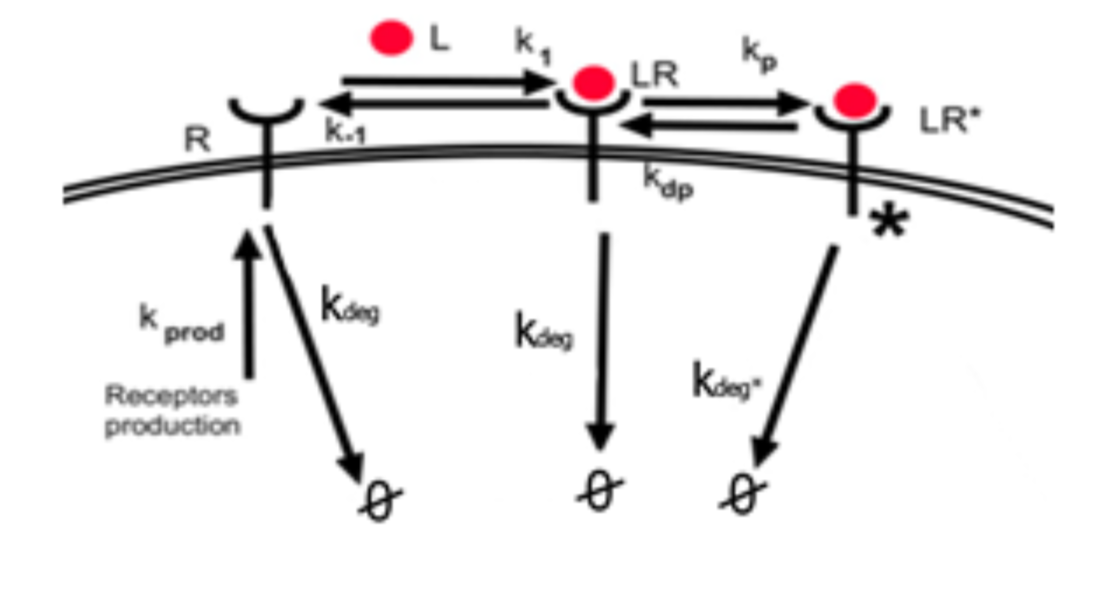 L
k1
LR
kp
LR*
R
k-1
kdp
*
kprod
kdeg
kdeg
kdeg*
Receptors
production
∅
∅
∅